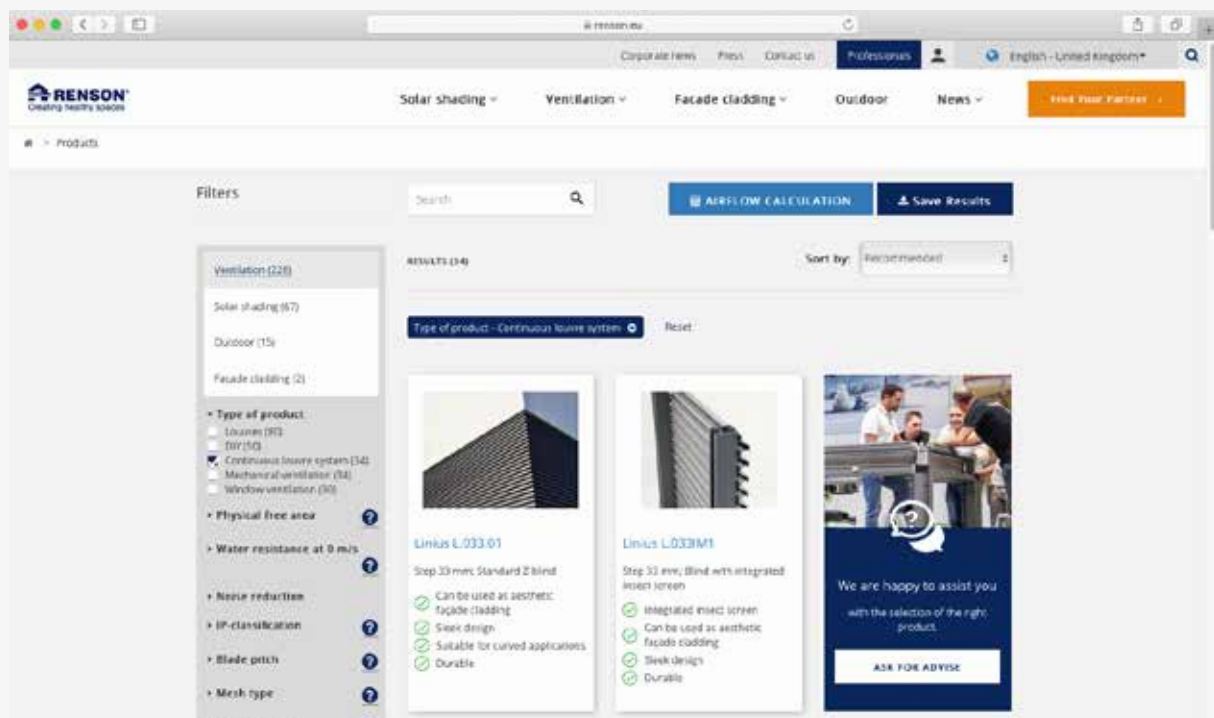 renson.eu
Corporate news Press Contact us Professionals English - United Kingdom
RENSON
Creating healthy spaces
Solar shading Ventilation Facade cladding Outdoor News Find Your Partner
> Products
Filters
Search
AIRFLOW CALCULATION
Save Results
Ventilation (228)
Solar shading (67)
Outdoor (15)
Facade cladding (2)
RESULTS (34)
Sort by: Recommended
Type of product - Continuous louvre system
Reset
Type of product
Louvres (90)
DIY (50)
Continuous louvre system (34)
Mechanical ventilation (34)
Window ventilation (30)
Physical free area ?
Water resistance at 0 m/s ?
Noise reduction
IP-classification ?
Blade pitch ?
Mesh type ?
Linius L.033.01
Step 33 mm; Standard Z blind
Can be used as aesthetic
façade cladding
Sleek design
Suitable for curved applications
Durable
Linius L.033IM1
Step 33 mm; Blind with integrated
insect screen
Integrated insect screen
Can be used as aesthetic
facade cladding
Sleek design
Durable
?
We are happy to assist you
with the selection of the right
product.
ASK FOR ADVISE